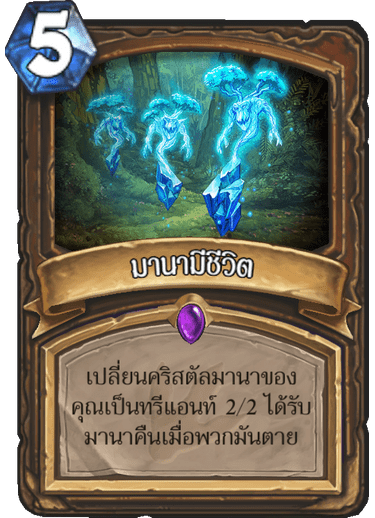 5
มานามีชีวิต
เปลี่ยนคริสตัลมานาของ
คุณเป็นทรีแอนท์ 2/2 ได้รับ
มานาคืนเมื่อพวกมันตาย